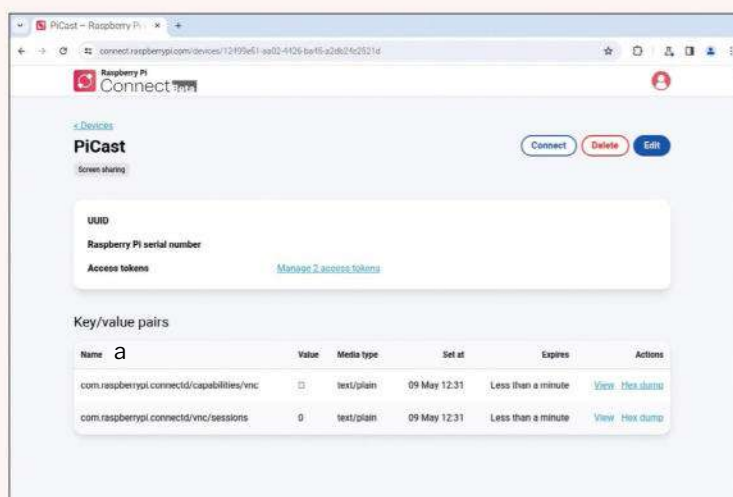 PiCast – Raspberry Pi
connect.raspberrypi.com/devices/
Raspberry Pi
Connect Beta
< Devices
PiCast
Connect Delete Edit
Screen sharing
UUID
Raspberry Pi serial number
Access tokens Manage 2 access tokens
Key/value pairs
Name a Value Media type Set at Expires Actions
com.raspberrypi.connectd/capabilities/vnc text/plain 09 May 12:31 Less than a minute View Hex dump
com.raspberrypi.connectd/vnc/sessions 0 text/plain 09 May 12:31 Less than a minute View Hex dump